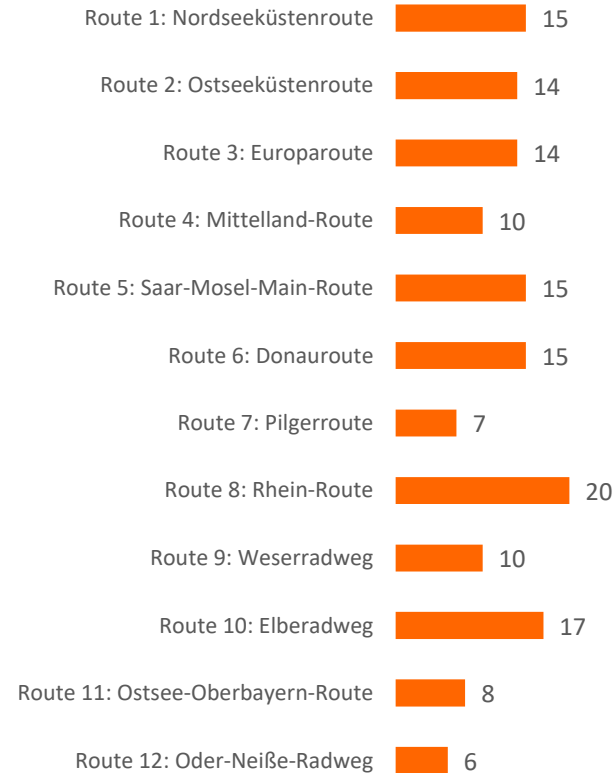 Route 1: Nordseeküstenroute 15
Route 2: Ostseeküstenroute 14
Route 3: Europaroute 14
Route 4: Mittelland-Route 10
Route 5: Saar-Mosel-Main-Route 15
Route 6: Donauroute 15
Route 7: Pilgerroute 7
Route 8: Rhein-Route 20
Route 9: Weserradweg 10
Route 10: Elberadweg 17
Route 11: Ostsee-Oberbayern-Route 8
Route 12: Oder-Neiße-Radweg 6